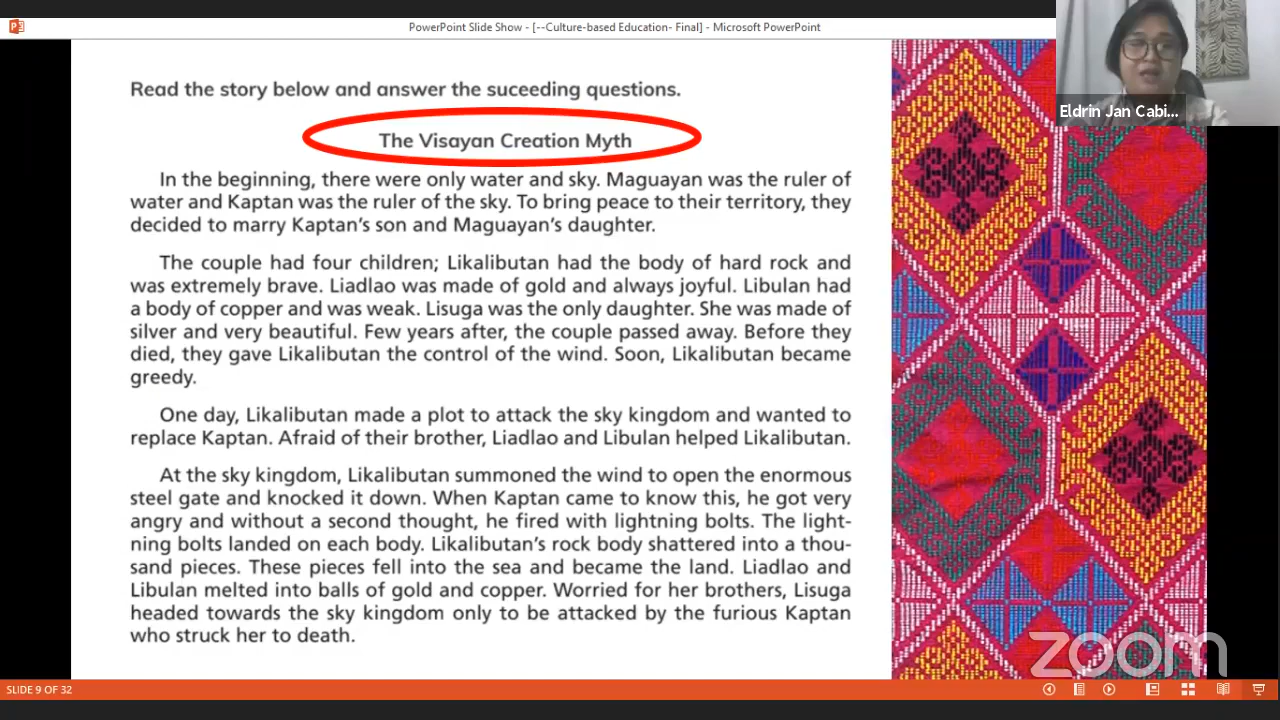 PowerPoint Slide Show - [--Culture-based Education- Final] - Microsoft PowerPoint
Eldrin Jan Cabi...
Read the story below and answer the suceeding questions.
The Visayan Creation Myth
In the beginning, there were only water and sky. Maguayan was the ruler of
water and Kaptan was the ruler of the sky. To bring peace to their territory, they
decided to marry Kaptan's son and Maguayan's daughter.
The couple had four children; Likalibutan had the body of hard rock and
was extremely brave. Liadlao was made of gold and always joyful. Libulan had
a body of copper and was weak. Lisuga was the only daughter. She was made of
silver and very beautiful. Few years after, the couple passed away. Before they
died, they gave Likalibutan the control of the wind. Soon, Likalibutan became
greedy.
One day, Likalibutan made a plot to attack the sky kingdom and wanted to
replace Kaptan. Afraid of their brother, Liadlao and Libulan helped Likalibutan.
At the sky kingdom, Likalibutan summoned the wind to open the enormous
steel gate and knocked it down. When Kaptan came to know this, he got very
angry and without a second thought, he fired with lightning bolts. The light-
ning bolts landed on each body. Likalibutan's rock body shattered into a thou-
sand pieces. These pieces fell into the sea and became the land. Liadlao and
Libulan melted into balls of gold and copper. Worried for her brothers, Lisuga
headed towards the sky kingdom only to be attacked by the furious Kaptan
who struck her to death.
zoom
SLIDE 9 OF 32